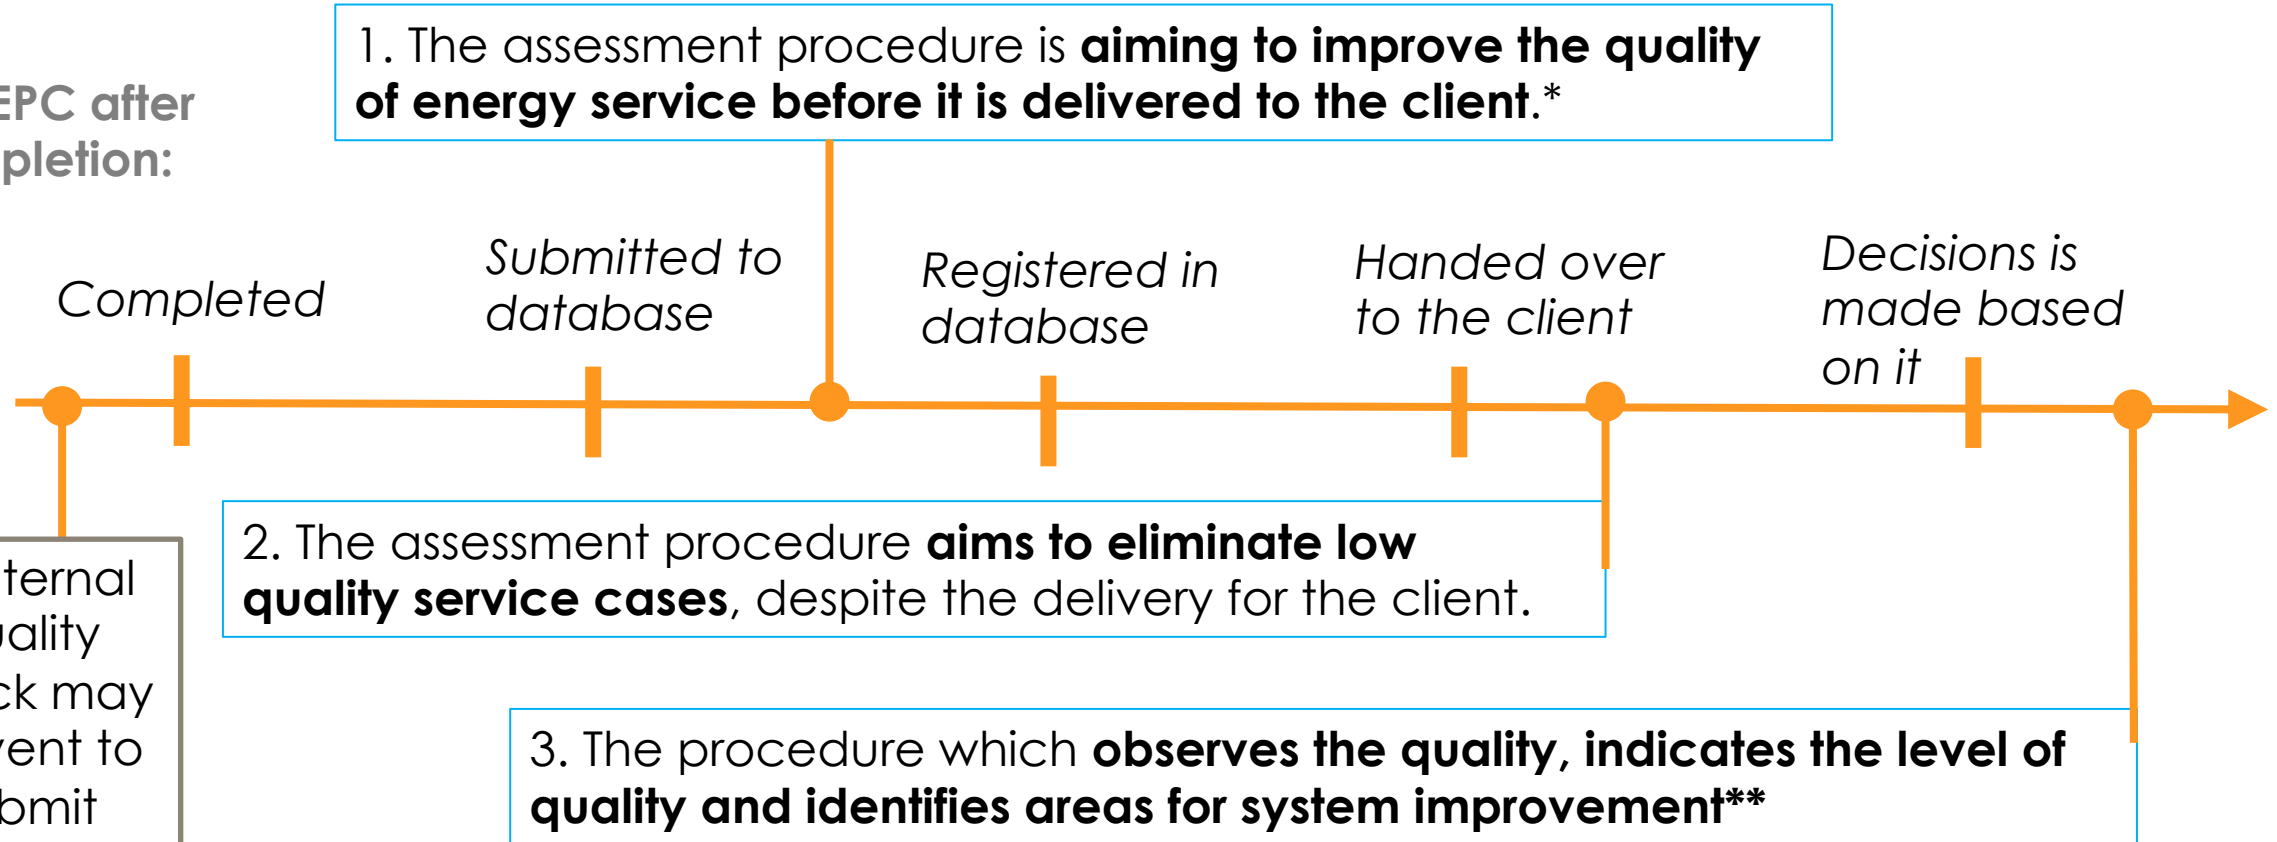 1. The assessment procedure is aiming to improve the quality
of energy service before it is delivered to the client.*
EPC after
pletion:
Completed
Submitted to
database
Registered in
database
Handed over
to the client
Decisions is
made based
on it
2. The assessment procedure aims to eliminate low
quality service cases, despite the delivery for the client.
ternal
uality
ck may
vent to
bmit
3. The procedure which observes the quality, indicates the level of
quality and identifies areas for system improvement**